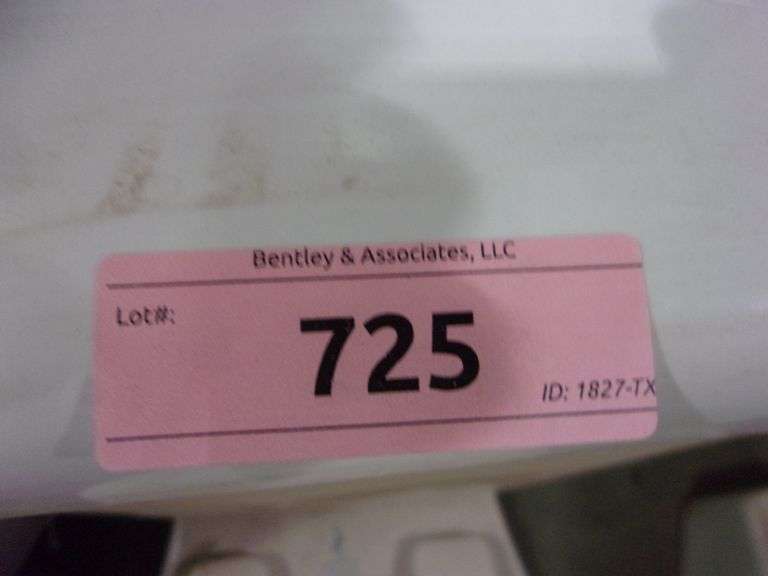 Bentley & Associates, LLC
Lot#:
725
ID: 1827-TX